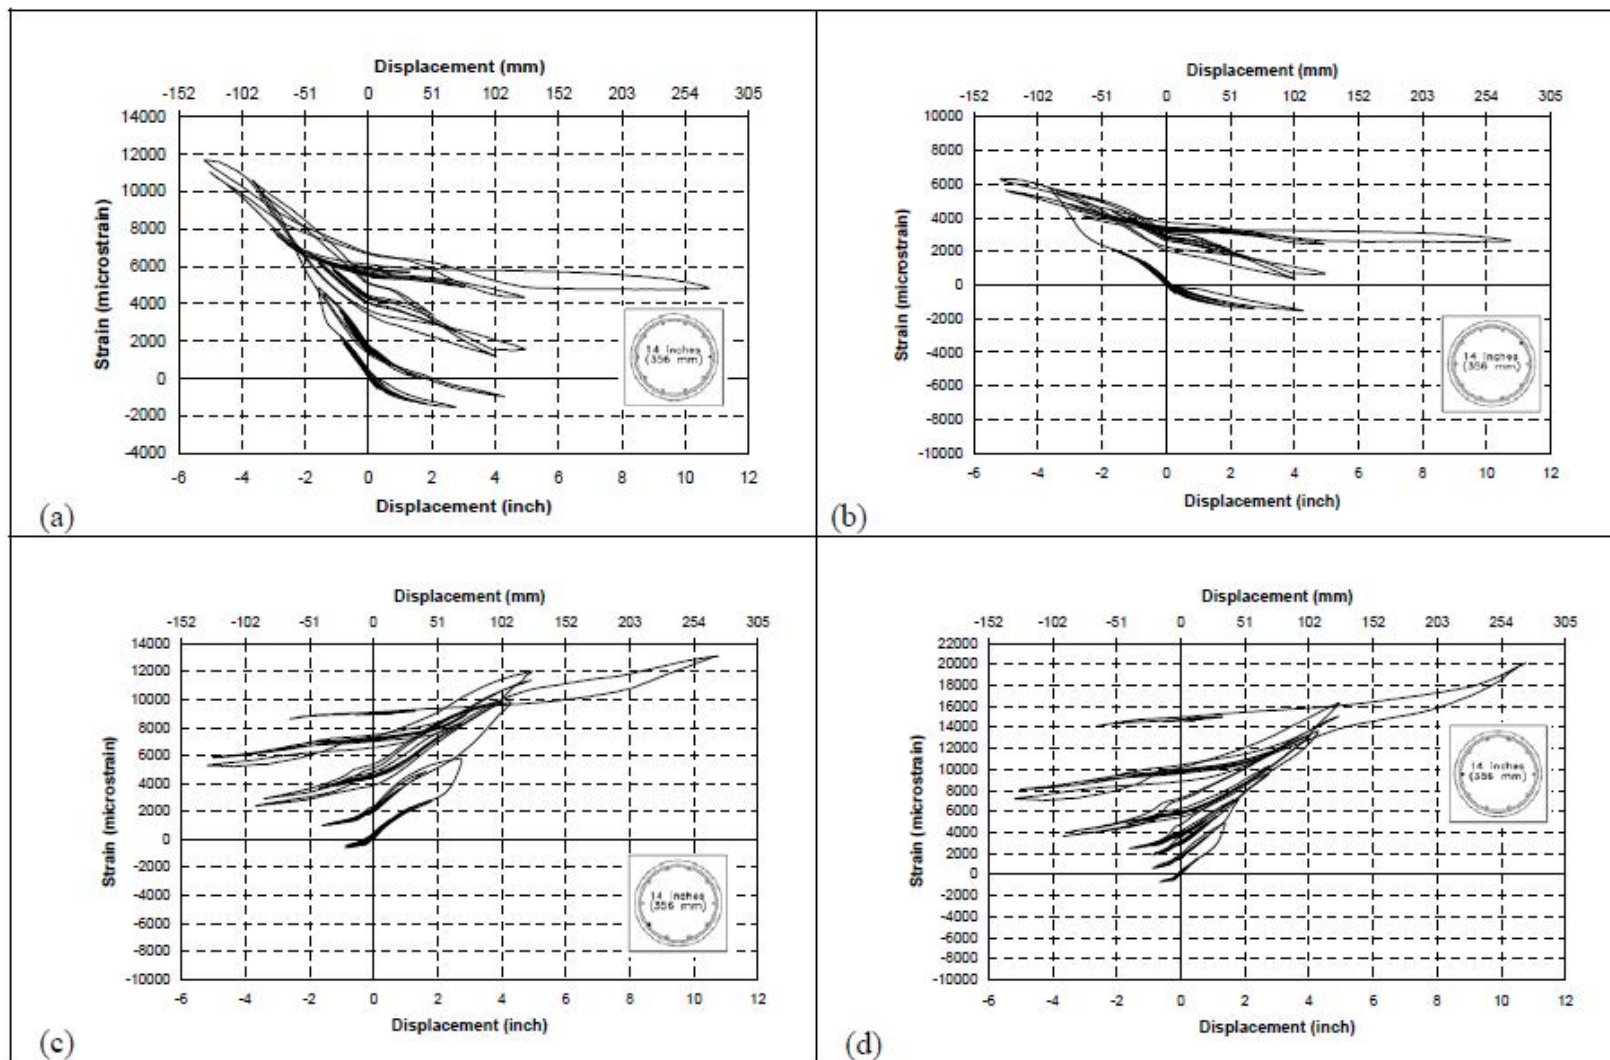 Displacement (mm)
-152 -102 -51 0 51 102 152 203 254 305
14000
12000
10000
8000
6000
4000
2000
0
-2000
-4000
Strain (microstrain)
14 inches
(356 mm)
-6 -4 -2 0 2 4 6 8 10 12
Displacement (inch)
(a)
Displacement (mm)
-152 -102 -51 0 51 102 152 203 254 305
10000
8000
6000
4000
2000
0
-2000
-4000
-6000
-8000
-10000
Strain (microstrain)
14 inches
(356 mm)
-6 -4 -2 0 2 4 6 8 10 12
Displacement (inch)
(b)
Displacement (mm)
-152 -102 -51 0 51 102 152 203 254 305
14000
12000
10000
8000
6000
4000
2000
0
-2000
-4000
-6000
-8000
-10000
Strain (microstrain)
14 inches
(356 mm)
-6 -4 -2 0 2 4 6 8 10 12
Displacement (inch)
(c)
Displacement (mm)
-152 -102 -51 0 51 102 152 203 254 305
22000
20000
18000
16000
14000
12000
10000
8000
6000
4000
2000
0
-2000
-4000
-6000
-8000
-10000
Strain (microstrain)
14 inches
(356 mm)
-6 -4 -2 0 2 4 6 8 10 12
Displacement (inch)
(d)